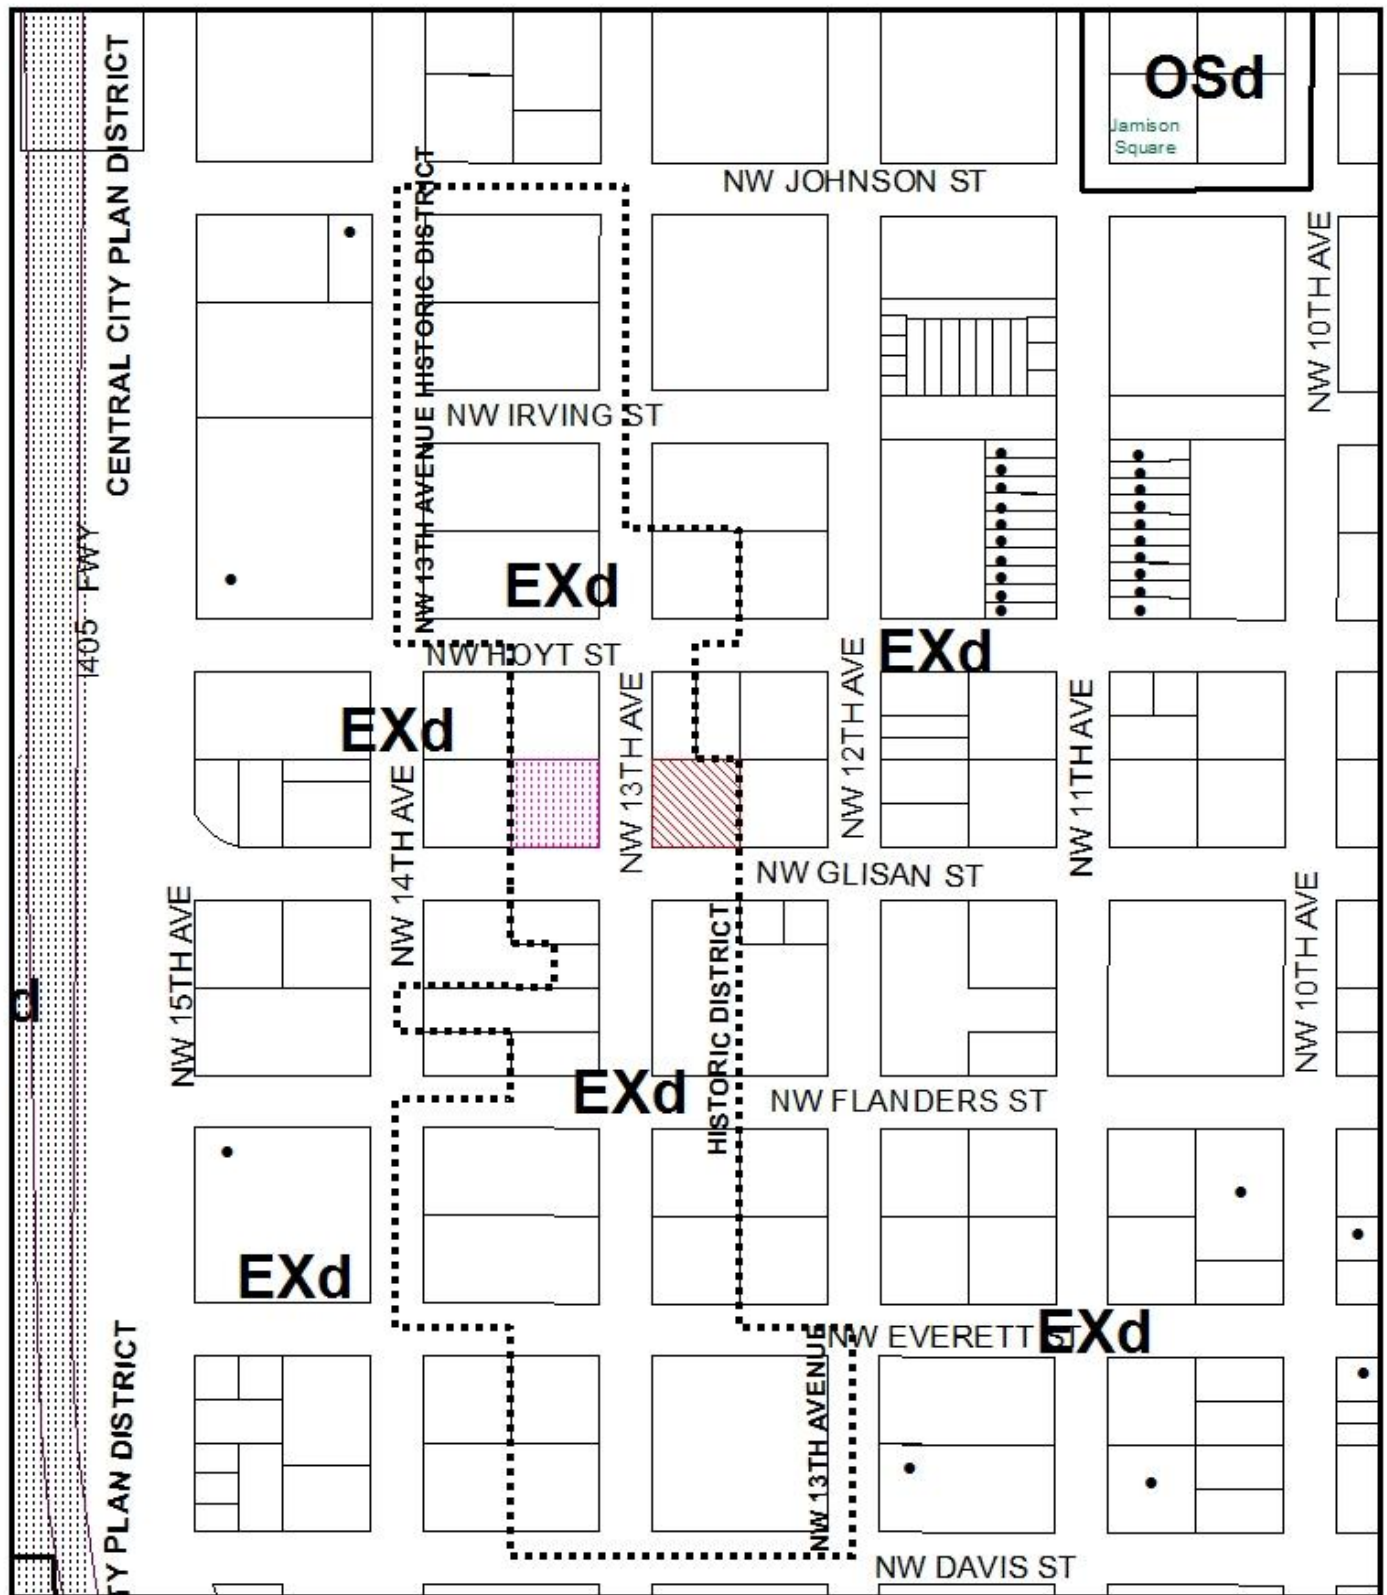 CENTRAL CITY PLAN DISTRICT
OSd
Jamison
Square
NW JOHNSON ST
NW 13TH AVENUE HISTORIC DISTRICT
NW 10TH AVE
NW IRVING ST
I405 FWY
EXd
NW HOYT ST
EXd
EXd
NW 14TH AVE
NW 13TH AVE
NW 12TH AVE
NW 11TH AVE
NW GLISAN ST
NW 15TH AVE
HISTORIC DISTRICT
NW 10TH AVE
d
EXd
NW FLANDERS ST
EXd
NW EVERETT ST
EXd
TY PLAN DISTRICT
NW 13TH AVENUE
NW DAVIS ST